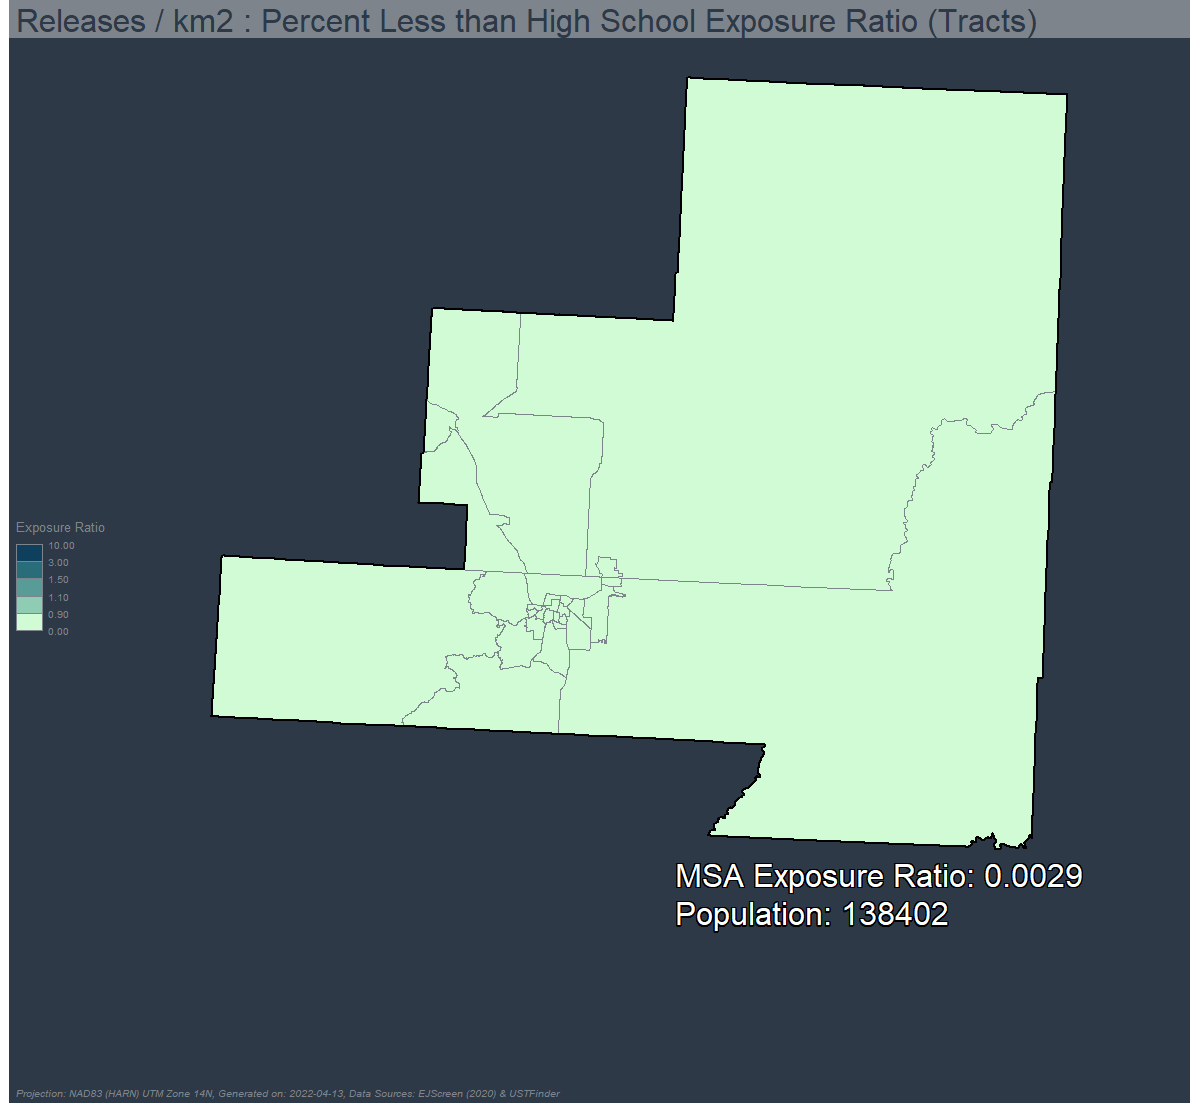 Releases / km2 : Percent Less than High School Exposure Ratio (Tracts)
Exposure Ratio
10.00
3.00
1.50
1.10
0.90
0.00
MSA Exposure Ratio: 0.0029
Population: 138402
Projection: NAD83 (HARN) UTM Zone 14N, Generated on: 2022-04-13, Data Sources: EJScreen (2020) & USTFinder